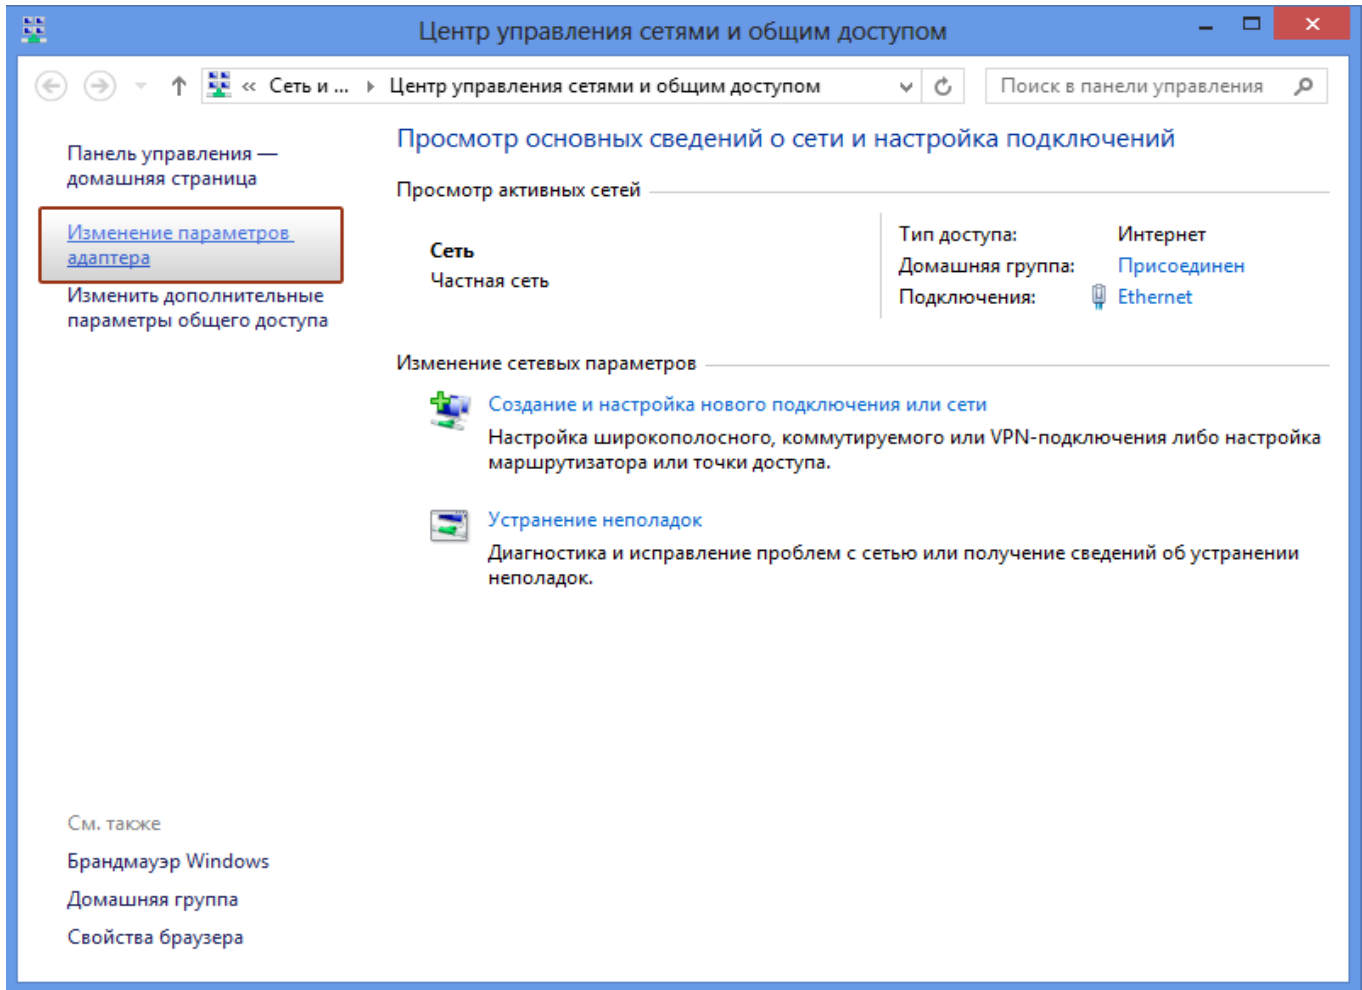 Центр управления сетями и общим доступом
« Сеть и ... Центр управления сетями и общим доступом
Поиск в панели управления
Панель управления —
домашняя страница
Изменение параметров
адаптера
Изменить дополнительные
параметры общего доступа
Просмотр основных сведений о сети и настройка подключений
Просмотр активных сетей
Сеть
Частная сеть
Тип доступа: Интернет
Домашняя группа: Присоединен
Подключения: Ethernet
Изменение сетевых параметров
Создание и настройка нового подключения или сети
Настройка широкополосного, коммутируемого или VPN-подключения либо настройка
маршрутизатора или точки доступа.
Устранение неполадок
Диагностика и исправление проблем с сетью или получение сведений об устранении
неполадок.
См. также
Брандмауэр Windows
Домашняя группа
Свойства браузера